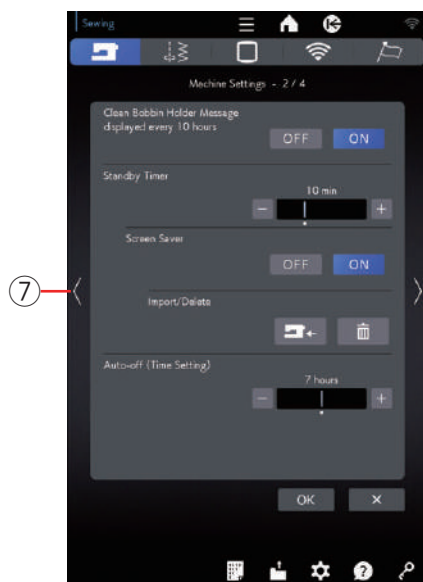 Sewing
Mechine Settings - 2 / 4
Clean Bobbin Holder Message
displayed every 10 hours
OFF ON
Standby Timer
10 min
− +
Screen Saver
OFF ON
⑦
Import/Delete
Auto-off (Time Setting)
7 hours
− +
OK ×